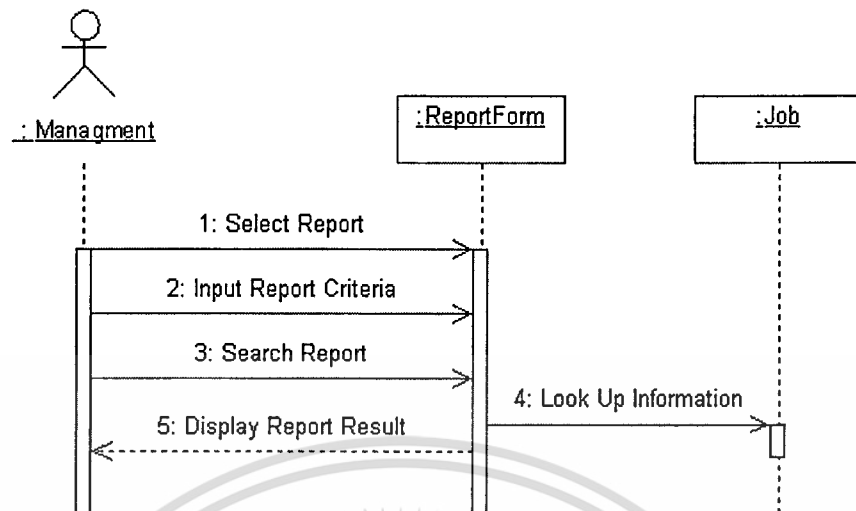 : Managment
:ReportForm
:Job
1: Select Report
2: Input Report Criteria
3: Search Report
4: Look Up Information
5: Display Report Result